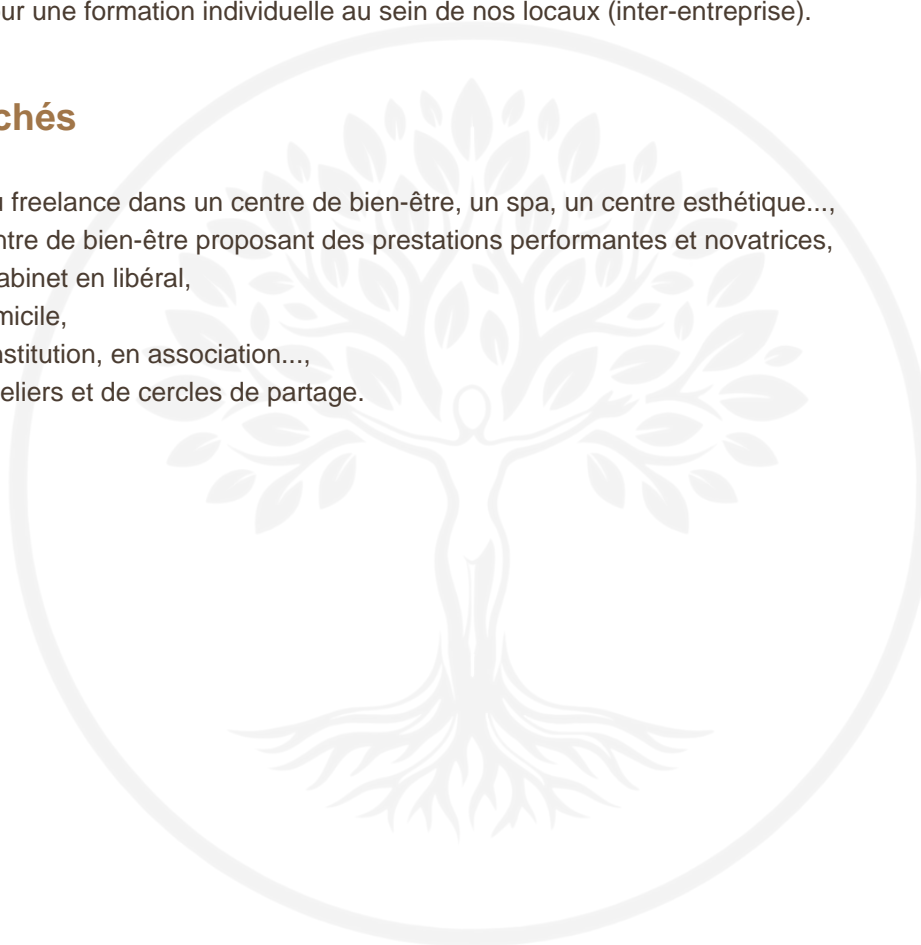 ur une formation individuelle au sein de nos locaux (inter-entreprise).
chés
freelance dans un centre de bien-être, un spa, un centre esthétique...,
ntre de bien-être proposant des prestations performantes et novatrices,
abinet en libéral,
micile,
nstitution, en association...,
eliers et de cercles de partage.